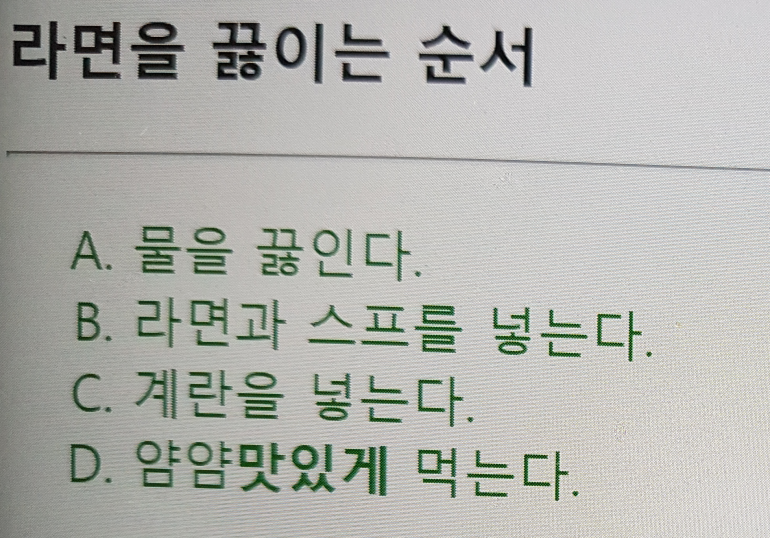 라면을 끓이는 순서
A. 물을 끓인다.
B. 라면과 스프를 넣는다.
C. 계란을 넣는다.
D. 얌얌맛있게 먹는다.